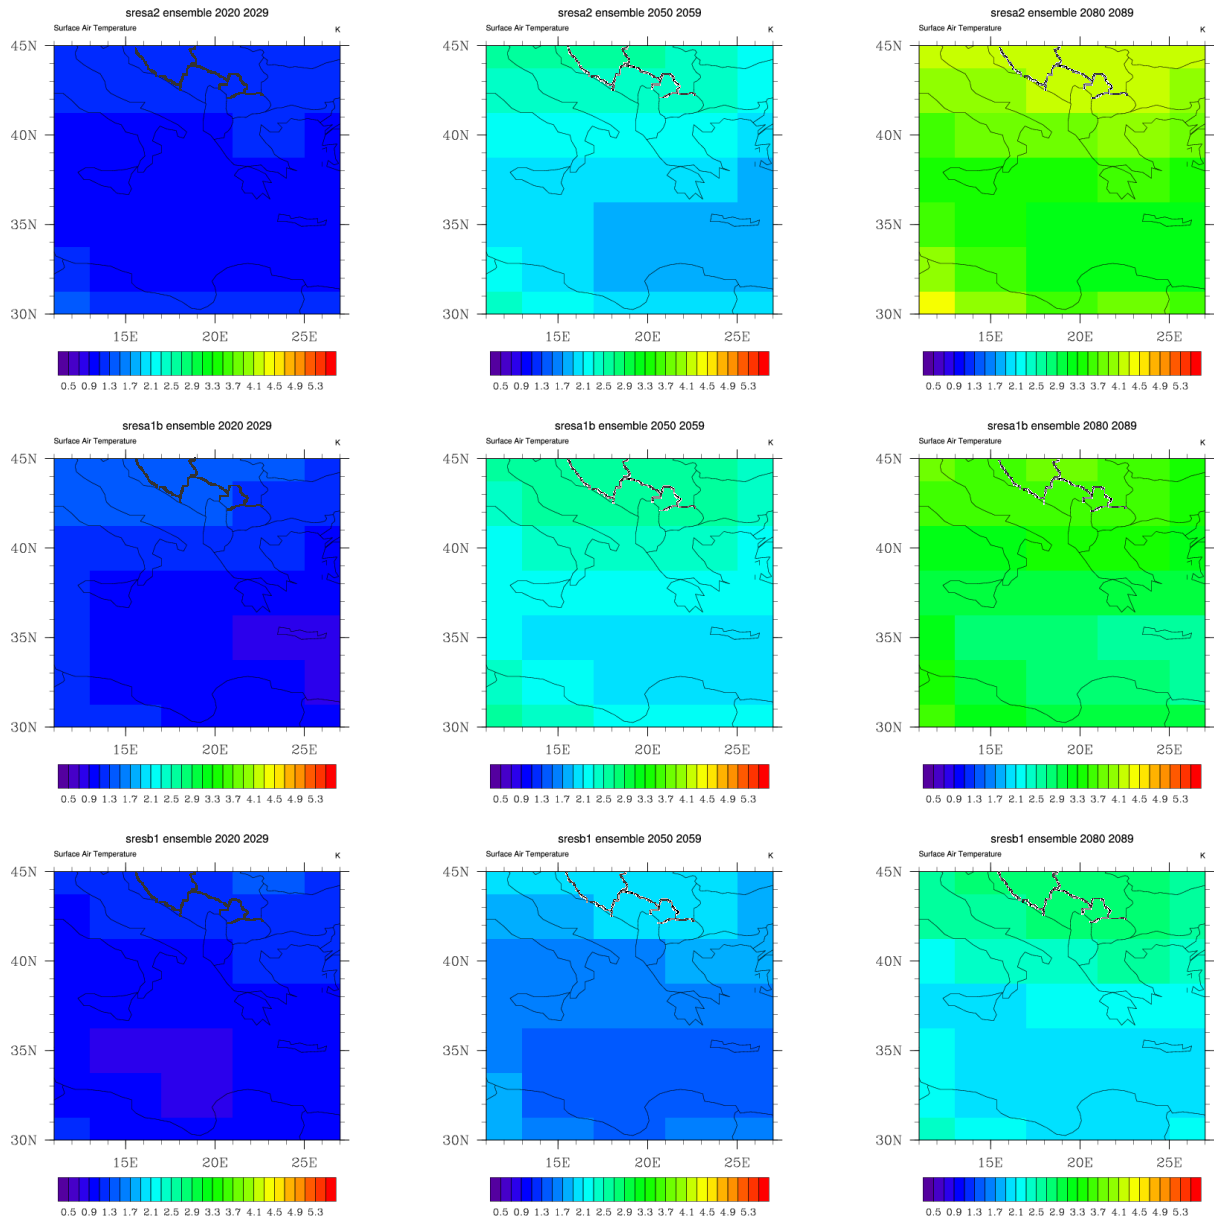 sresa2 ensemble 2020 2029
Surface Air Temperature K
45N
40N
35N
30N
15E 20E 25E
0.5 0.9 1.3 1.7 2.1 2.5 2.9 3.3 3.7 4.1 4.5 4.9 5.3
sresa2 ensemble 2050 2059
Surface Air Temperature K
45N
40N
35N
30N
15E 20E 25E
0.5 0.9 1.3 1.7 2.1 2.5 2.9 3.3 3.7 4.1 4.5 4.9 5.3
sresa2 ensemble 2080 2089
Surface Air Temperature K
45N
40N
35N
30N
15E 20E 25E
0.5 0.9 1.3 1.7 2.1 2.5 2.9 3.3 3.7 4.1 4.5 4.9 5.3
sresa1b ensemble 2020 2029
Surface Air Temperature K
45N
40N
35N
30N
15E 20E 25E
0.5 0.9 1.3 1.7 2.1 2.5 2.9 3.3 3.7 4.1 4.5 4.9 5.3
sresa1b ensemble 2050 2059
Surface Air Temperature K
45N
40N
35N
30N
15E 20E 25E
0.5 0.9 1.3 1.7 2.1 2.5 2.9 3.3 3.7 4.1 4.5 4.9 5.3
sresa1b ensemble 2080 2089
Surface Air Temperature K
45N
40N
35N
30N
15E 20E 25E
0.5 0.9 1.3 1.7 2.1 2.5 2.9 3.3 3.7 4.1 4.5 4.9 5.3
sresb1 ensemble 2020 2029
Surface Air Temperature K
45N
40N
35N
30N
15E 20E 25E
0.5 0.9 1.3 1.7 2.1 2.5 2.9 3.3 3.7 4.1 4.5 4.9 5.3
sresb1 ensemble 2050 2059
Surface Air Temperature K
45N
40N
35N
30N
15E 20E 25E
0.5 0.9 1.3 1.7 2.1 2.5 2.9 3.3 3.7 4.1 4.5 4.9 5.3
sresb1 ensemble 2080 2089
Surface Air Temperature K
45N
40N
35N
30N
15E 20E 25E
0.5 0.9 1.3 1.7 2.1 2.5 2.9 3.3 3.7 4.1 4.5 4.9 5.3